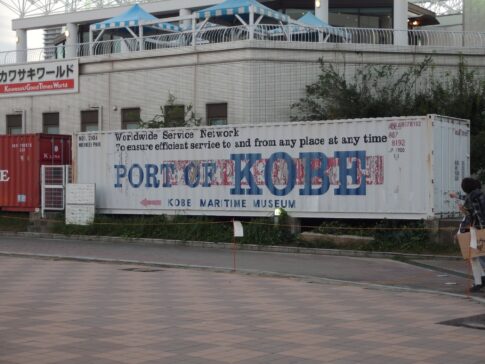 カワサキワールド
Kawasaki Good Times World
Worldwide Service Network
To ensure efficient service to and from any place at any time
PORT OF KOBE
KOBE MARITIME MUSEUM